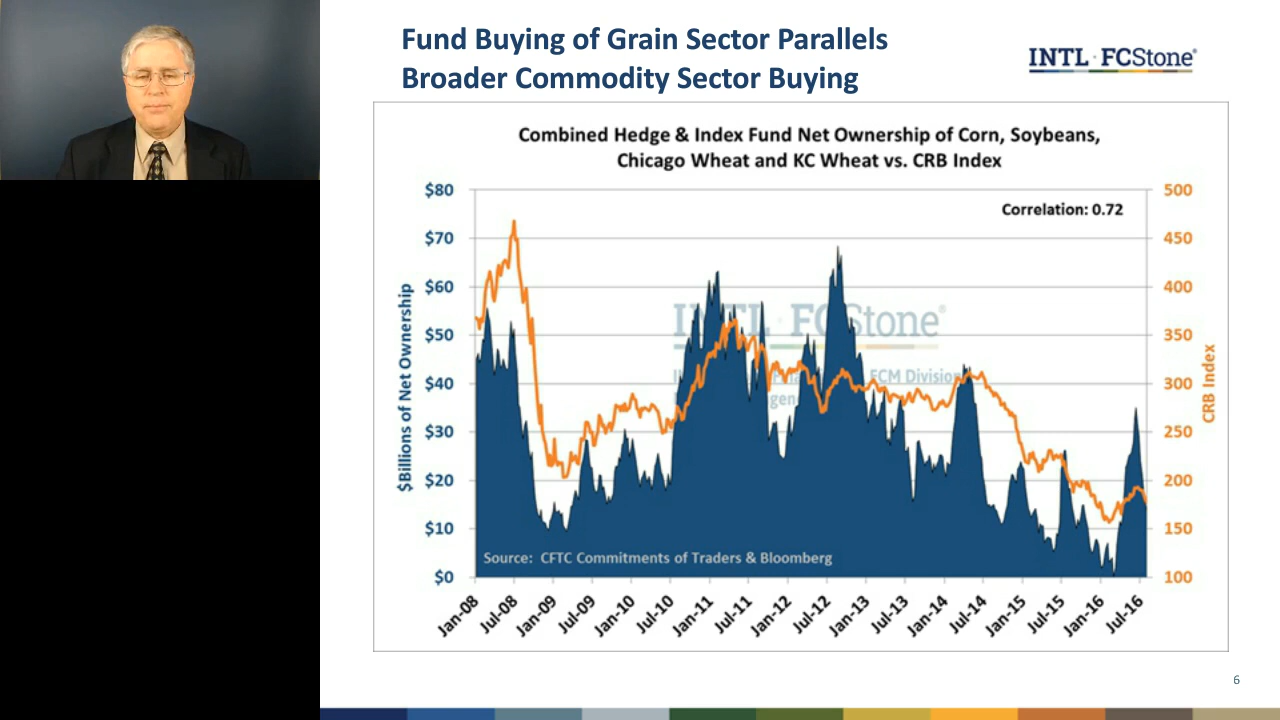 Fund Buying of Grain Sector Parallels
Broader Commodity Sector Buying
INTL FCStone®
Combined Hedge & Index Fund Net Ownership of Corn, Soybeans,
Chicago Wheat and KC Wheat vs. CRB Index
Correlation: 0.72
$Billions of Net Ownership
$80
$70
$60
$50
$40
$30
$20
$10
$0
500
450
400
350
300
250
200
150
100
CRB Index
INTL FCStone®
FCM Division
Source: CFTC Commitments of Traders & Bloomberg
Jan-08
Jul-08
Jan-09
Jul-09
Jan-10
Jul-10
Jan-11
Jul-11
Jan-12
Jul-12
Jan-13
Jul-13
Jan-14
Jul-14
Jan-15
Jul-15
Jan-16
Jul-16
6